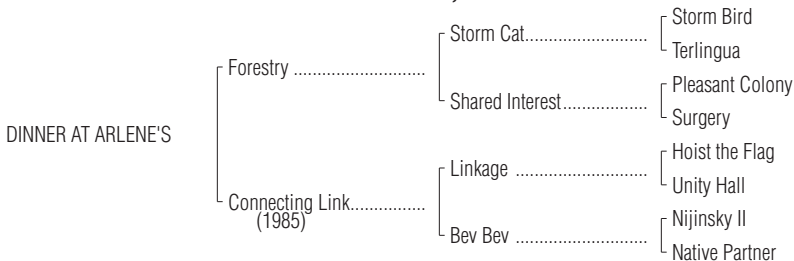 Storm Bird
Storm Cat..........................
Terlingua
Forestry ............................
Pleasant Colony
Shared Interest..................
Surgery
DINNER AT ARLENE'S
Hoist the Flag
Linkage ............................
Unity Hall
Connecting Link................
(1985)
Nijinsky II
Bev Bev ............................
Native Partner